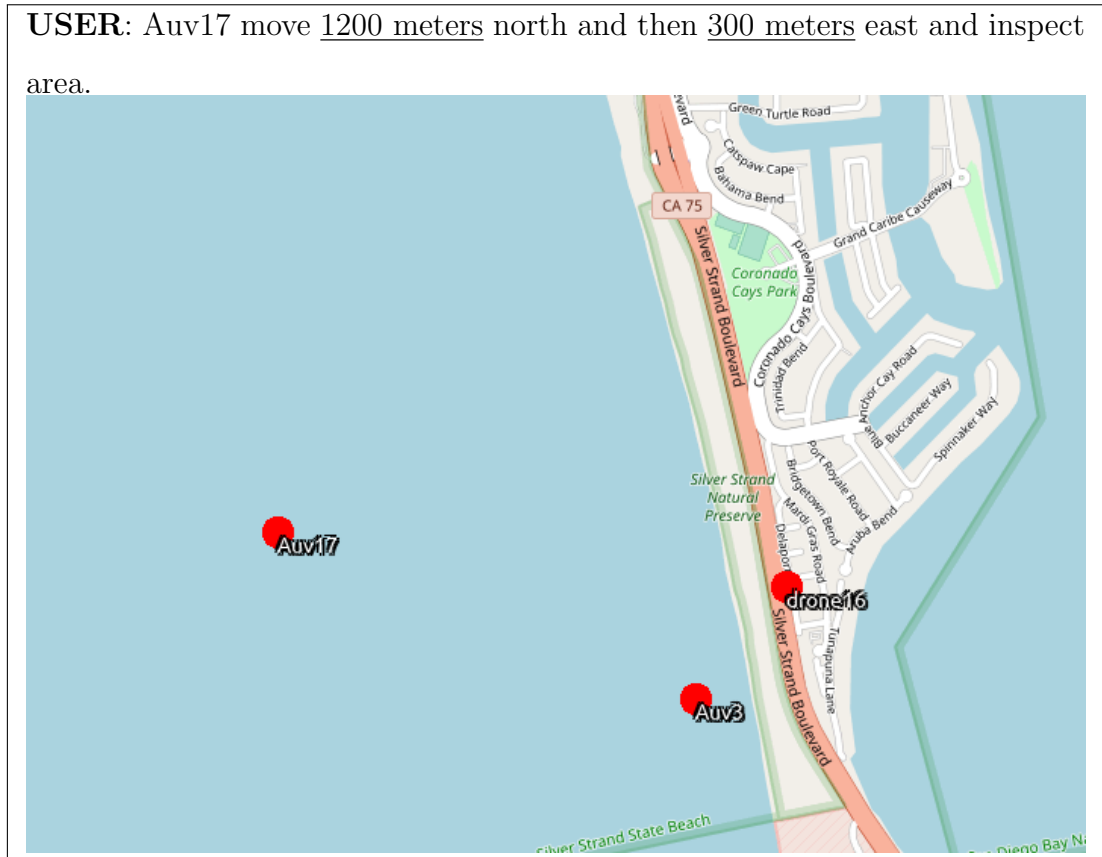 USER: Auv17 move 1200 meters north and then 300 meters east and inspect
area.
Green Turtle Road
Catspaw Cape
Bahama Bend
CA 75
Grand Caribe Causeway
Silver Strand Boulevard
Coronado
Cays Park
Coronado Cays Boulevard
Trinidad Bend
Blue Anchor Cay Road
Buccaneer Way
Spinnaker Way
Port Royale Road
Silver Strand
Natural
Preserve
Bridgetown Bend
Mardi Gras Road
Aruba Bend
Auv17
drone16
Silver Strand Boulevard
Tunapuna Lane
Auv3
Silver Strand State Beach
Diego Bay